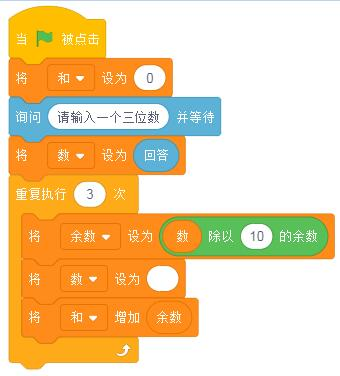 当 被点击
将 和 设为 0
询问 请输入一个三位数 并等待
将 数 设为 回答
重复执行 3 次
将 余数 设为 数 除以 10 的余数
将 数 设为
将 和 增加 余数